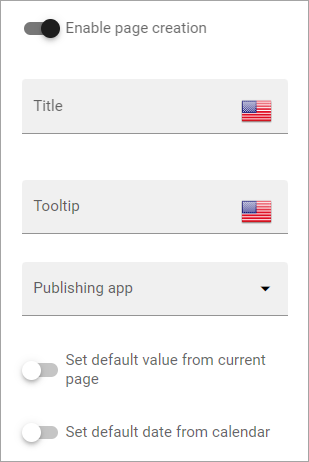 Enable page creation
Title
Tooltip
Publishing app
Set default value from current
page
Set default date from calendar